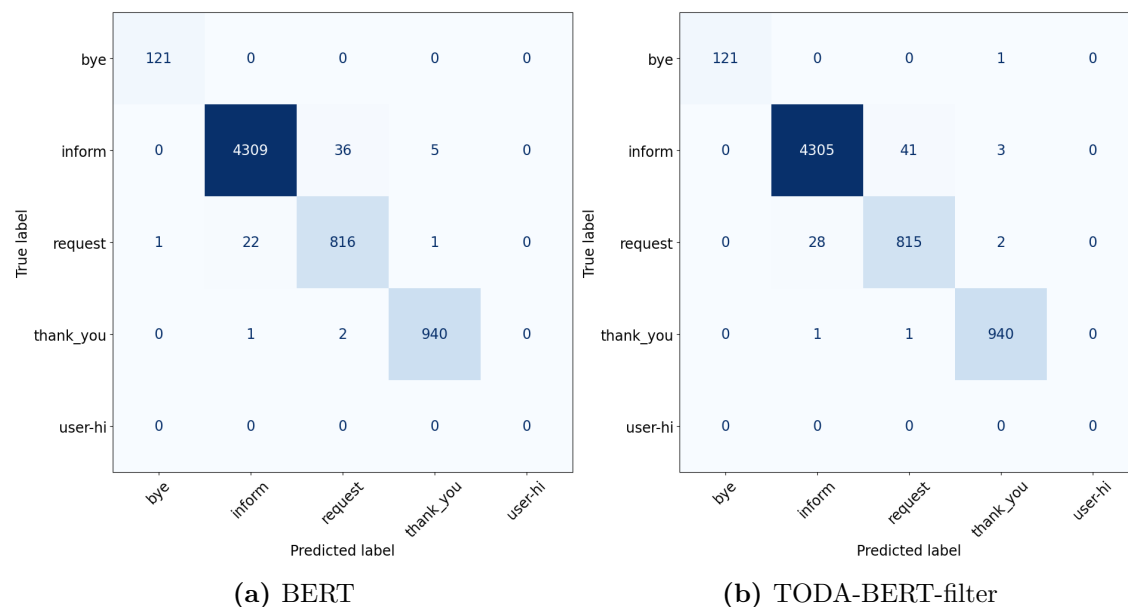 bye 121 0 0 0 0
inform 0 4309 36 5 0
request 1 22 816 1 0
thank_you 0 1 2 940 0
user-hi 0 0 0 0 0
True label
bye inform request thank_you user-hi
Predicted label
(a) BERT
bye 121 0 0 1 0
inform 0 4305 41 3 0
request 0 28 815 2 0
thank_you 0 1 1 940 0
user-hi 0 0 0 0 0
True label
bye inform request thank_you user-hi
Predicted label
(b) TODA-BERT-filter